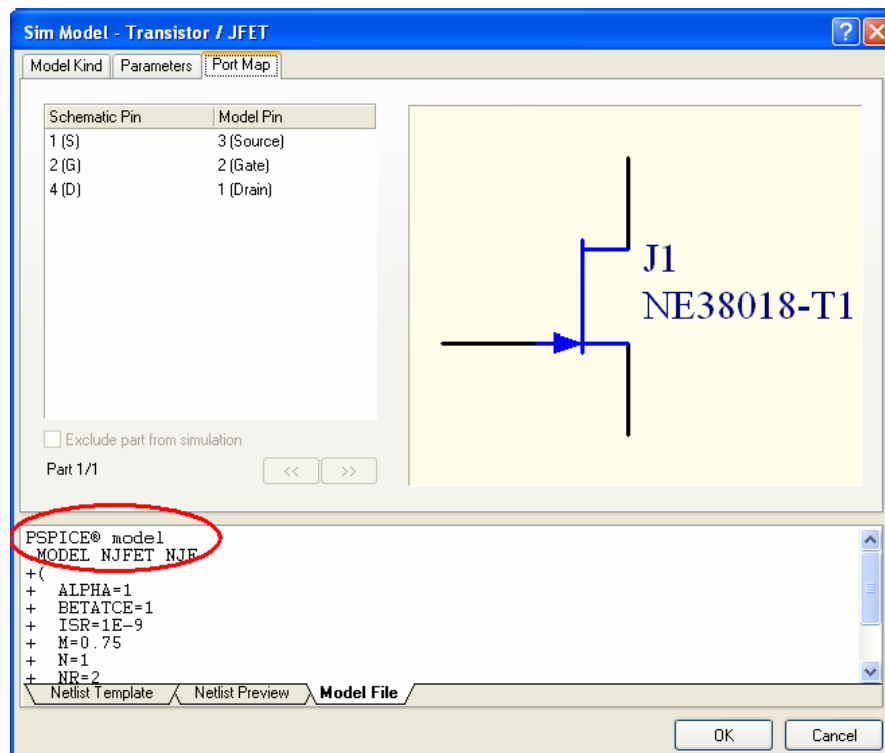 Sim Model - Transistor / JFET
Model Kind Parameters Port Map
Schematic Pin Model Pin
1 (S) 3 (Source)
2 (G) 2 (Gate)
4 (D) 1 (Drain)
J1
NE38018-T1
Exclude part from simulation
Part 1/1 << >>
PSPICE® model
.MODEL NJFET NJF
+(
+ ALPHA=1
+ BETATCE=1
+ ISR=1E-9
+ M=0.75
+ N=1
+ NR=2
Netlist Template Netlist Preview Model File
OK Cancel